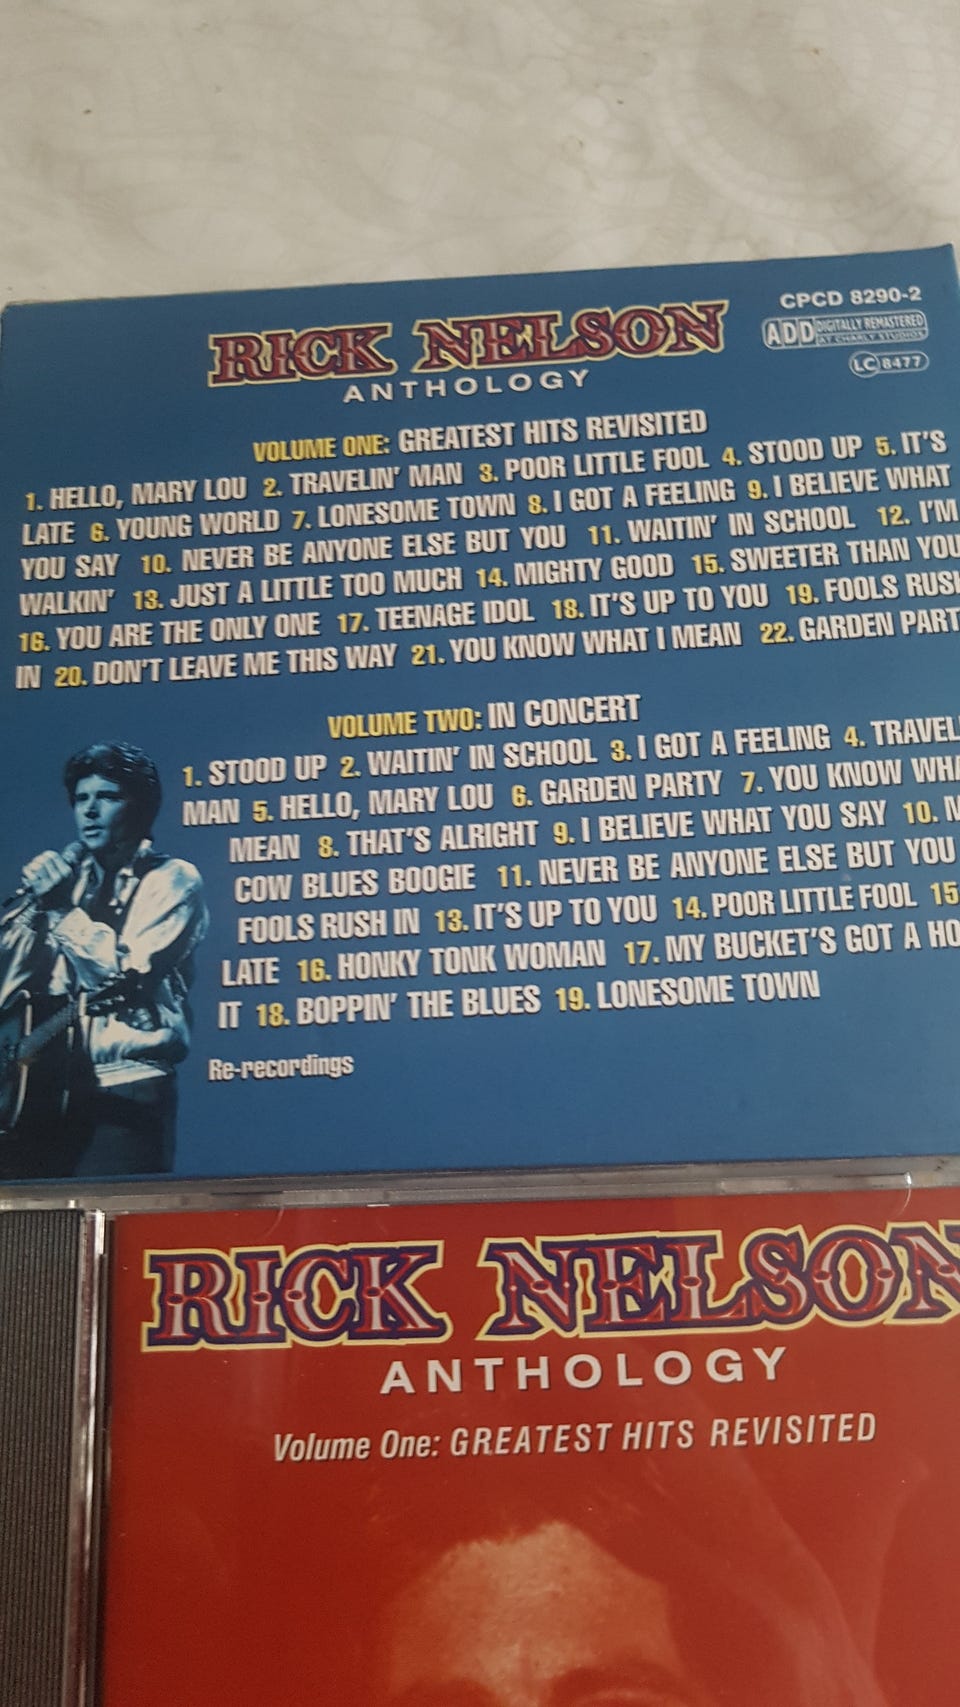 CPCD 8290-2
RICK NELSON
ADD DIGITALLY REMASTERED
AT CHARLY STUDIOS
ANTHOLOGY
LC 8477
VOLUME ONE: GREATEST HITS REVISITED
1. HELLO, MARY LOU 2. TRAVELIN' MAN 3. POOR LITTLE FOOL 4. STOOD UP 5. IT'S
LATE 6. YOUNG WORLD 7. LONESOME TOWN 8. I GOT A FEELING 9. I BELIEVE WHAT
YOU SAY 10. NEVER BE ANYONE ELSE BUT YOU 11. WAITIN' IN SCHOOL 12. I'M
WALKIN' 13. JUST A LITTLE TOO MUCH 14. MIGHTY GOOD 15. SWEETER THAN YOU
16. YOU ARE THE ONLY ONE 17. TEENAGE IDOL 18. IT'S UP TO YOU 19. FOOLS RUSH
IN 20. DON'T LEAVE ME THIS WAY 21. YOU KNOW WHAT I MEAN 22. GARDEN PART
VOLUME TWO: IN CONCERT
1. STOOD UP 2. WAITIN' IN SCHOOL 3. I GOT A FEELING 4. TRAVEL
MAN 5. HELLO, MARY LOU 6. GARDEN PARTY 7. YOU KNOW WHA
MEAN 8. THAT'S ALRIGHT 9. I BELIEVE WHAT YOU SAY 10. M
COW BLUES BOOGIE 11. NEVER BE ANYONE ELSE BUT YOU
FOOLS RUSH IN 13. IT'S UP TO YOU 14. POOR LITTLE FOOL 15
LATE 16. HONKY TONK WOMAN 17. MY BUCKET'S GOT A HO
IT 18. BOPPIN' THE BLUES 19. LONESOME TOWN
Re-recordings
RICK NELSON
ANTHOLOGY
Volume One: GREATEST HITS REVISITED